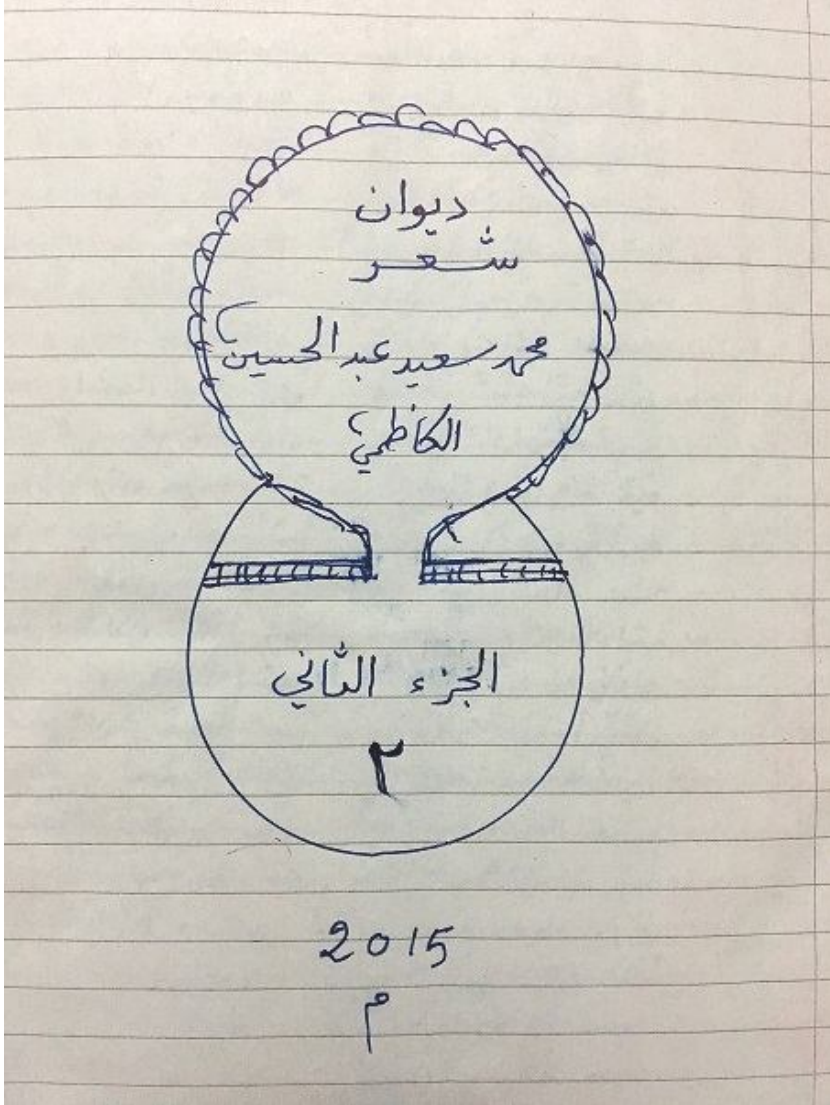 ديوان
شعر
محمد سعيد عبد الحسين
الكاظمي
الجزء الثاني
٢
2015
م